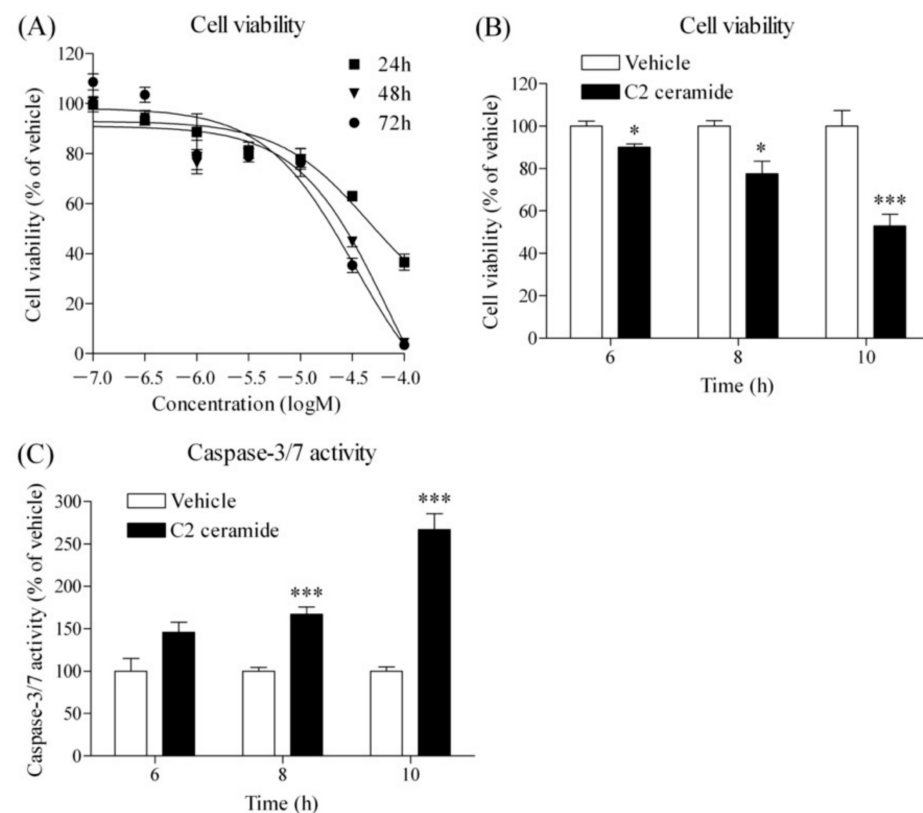 (A)
Cell viability
Cell viability (% of vehicle)
120
100
80
60
40
20
0
■ 24h
▼ 48h
● 72h
−7.0 −6.5 −6.0 −5.5 −5.0 −4.5 −4.0
Concentration (logM)
(B)
Cell viability
Vehicle
C2 ceramide
Cell viability (% of vehicle)
120
100
80
60
40
20
0
* * ***
6 8 10
Time (h)
(C)
Caspase-3/7 activity
Vehicle
C2 ceramide
Caspase-3/7 activity (% of vehicle)
300
250
200
150
100
50
0
*** ***
6 8 10
Time (h)